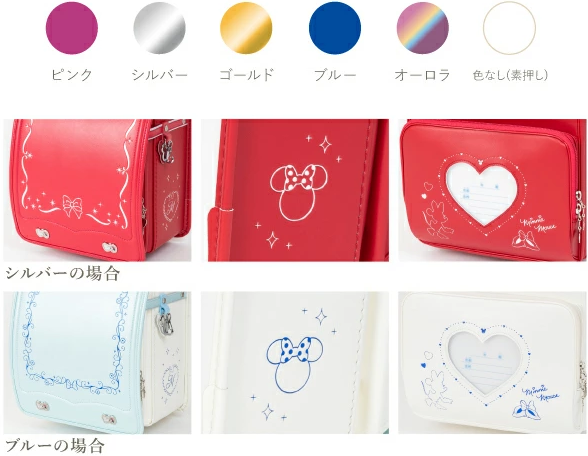 ピンク
シルバー
ゴールド
ブルー
オーロラ
色なし(素押し)
Minnie
Mouse
シルバーの場合
Minnie
Mouse
ブルーの場合